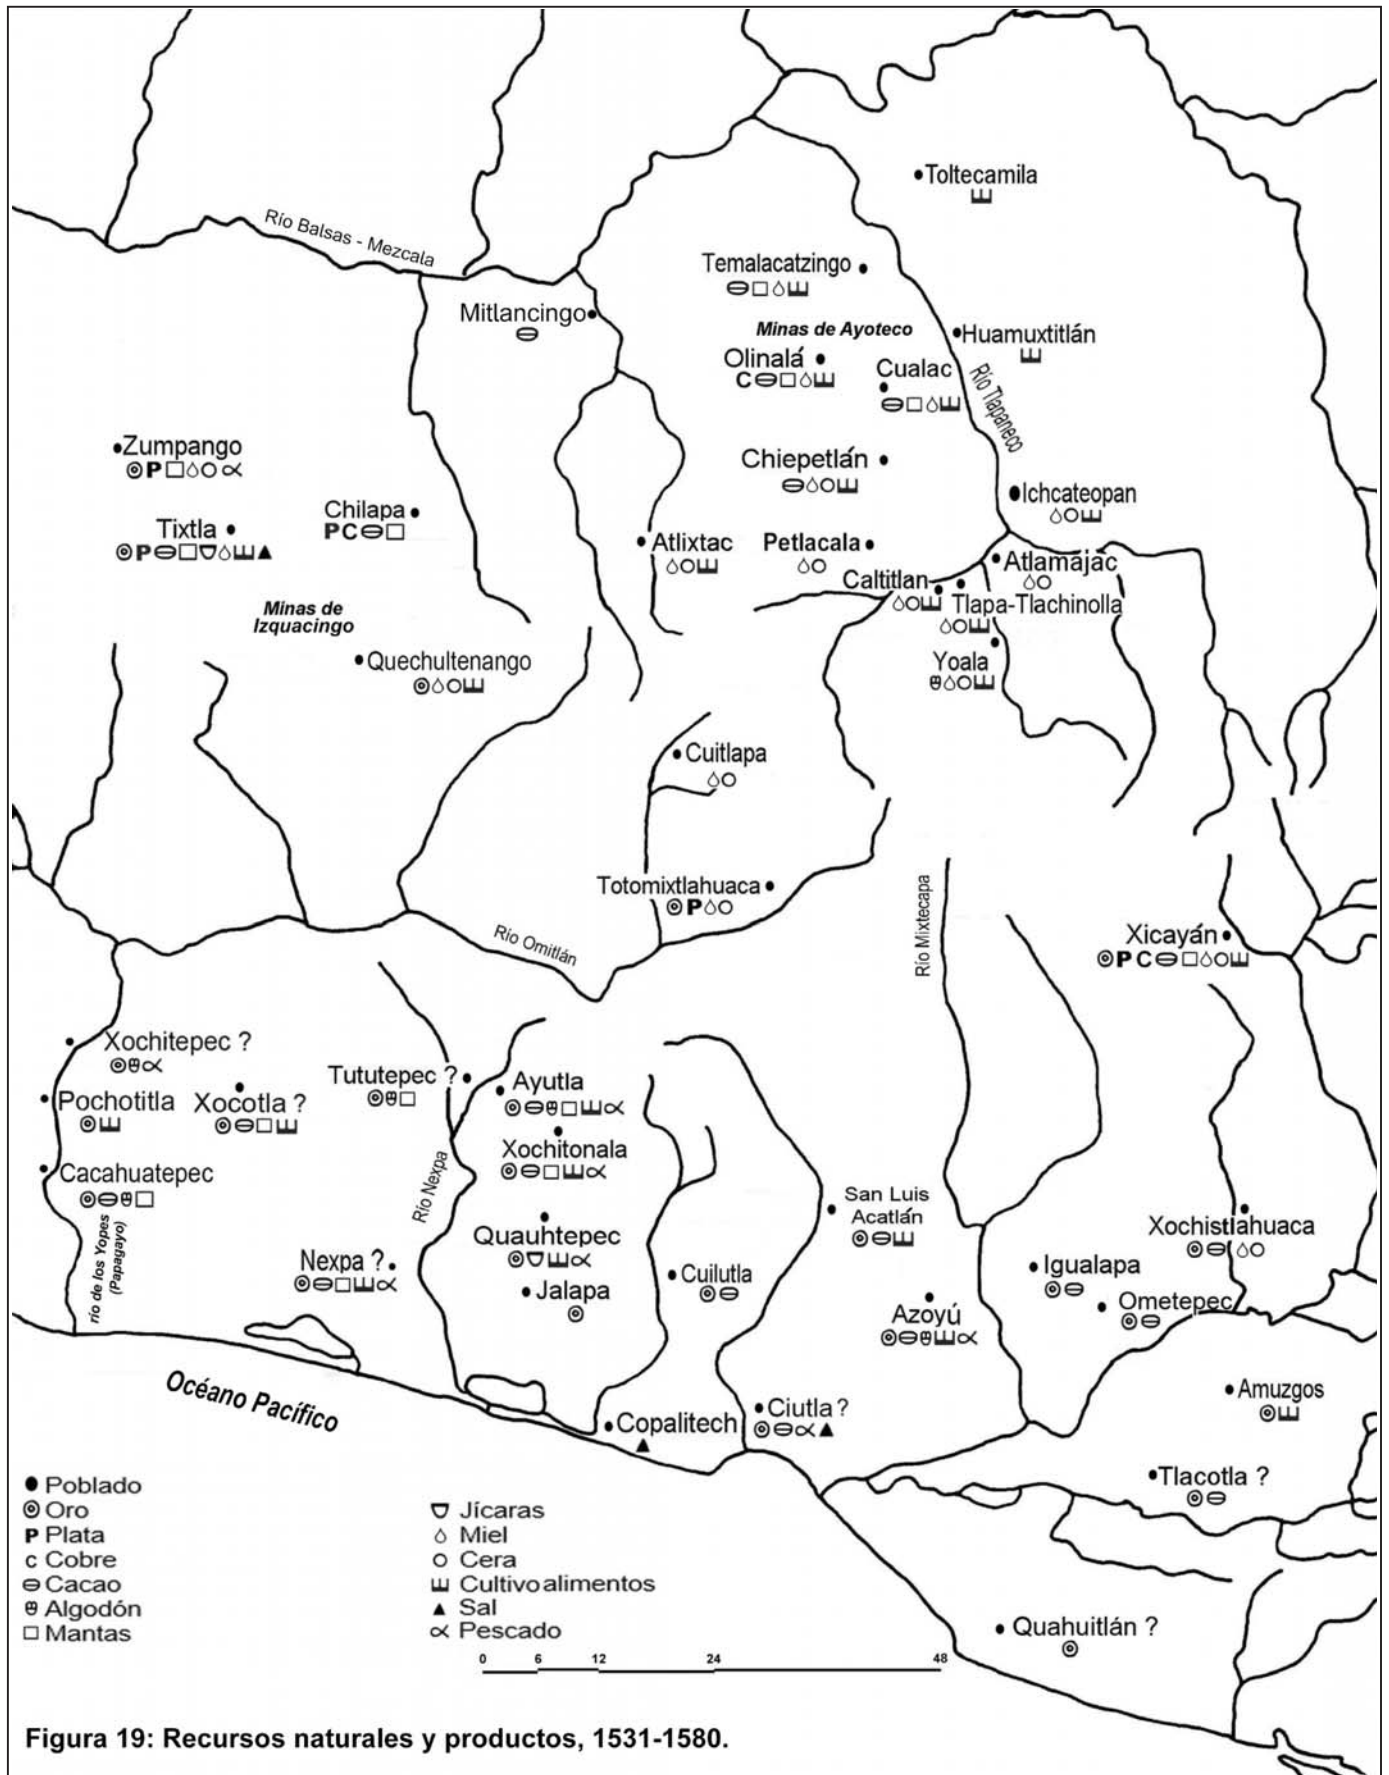 Toltecamila
Río Balsas - Mezcala
Temalacatzingo
Mitlancingo
Minas de Ayoteco
Huamuxtitlán
Olinalá
C
Cualac
Río Tlapaneco
Zumpango
P
Chiepetlán
Ichcateopan
Chilapa
P C
Tixtla
P
Atlixtac
Petlacala
Atlamajac
Caltitlan
Tlapa-Tlachinolla
Minas de
Izquacingo
Quechultenango
Yoala
Cuitlapa
Totomixtlahuaca
P
Río Mixtecapa
Río Omitlán
Xicayán
P C
Xochitepec ?
Tututepec ?
Ayutla
Pochotitla
Xocotla ?
Xochitonala
Cacahuatepec
Río Nexpa
San Luis
Acatlán
Xochistlahuaca
río de los Yopes
(Papagayo)
Quauhtepec
Nexpa ?
Cuilutla
Igualapa
Jalapa
Ometepec
Azoyú
Océano Pacífico
Amuzgos
Copalitech
Ciutla ?
Tlacotla ?
Quahuitlán ?
Poblado
Oro
P Plata
C Cobre
Cacao
Algodón
Mantas
Jícaras
Miel
Cera
Cultivo alimentos
Sal
Pescado
0 6 12 24 48
Figura 19: Recursos naturales y productos, 1531-1580.